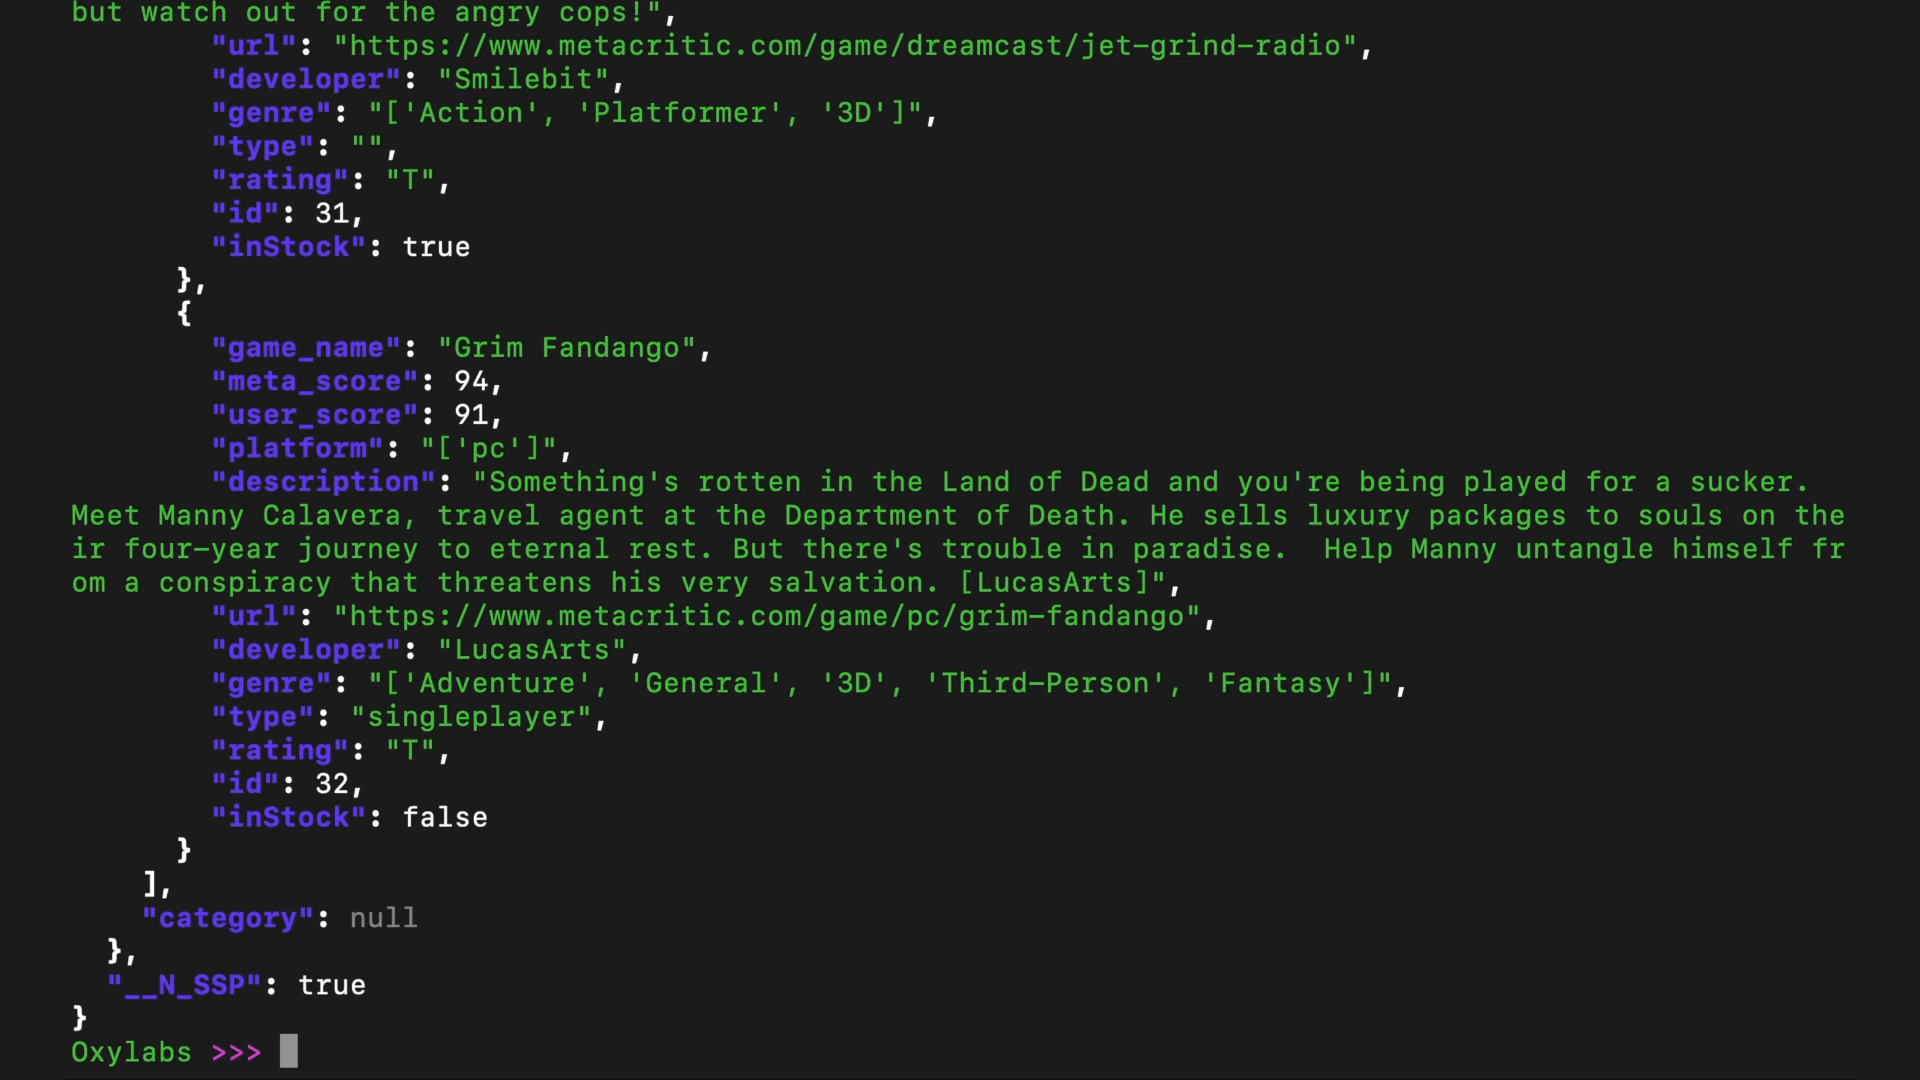 but watch out for the angry cops!",
"url": "https://www.metacritic.com/game/dreamcast/jet-grind-radio",
"developer": "Smilebit",
"genre": "['Action', 'Platformer', '3D']",
"type": "",
"rating": "T",
"id": 31,
"inStock": true
},
{
"game_name": "Grim Fandango",
"meta_score": 94,
"user_score": 91,
"platform": "['pc']",
"description": "Something's rotten in the Land of Dead and you're being played for a sucker.
Meet Manny Calavera, travel agent at the Department of Death. He sells luxury packages to souls on the
ir four-year journey to eternal rest. But there's trouble in paradise.  Help Manny untangle himself fr
om a conspiracy that threatens his very salvation. [LucasArts]",
"url": "https://www.metacritic.com/game/pc/grim-fandango",
"developer": "LucasArts",
"genre": "['Adventure', 'General', '3D', 'Third-Person', 'Fantasy']",
"type": "singleplayer",
"rating": "T",
"id": 32,
"inStock": false
}
],
"category": null
},
"__N_SSP": true
}
Oxylabs >>>